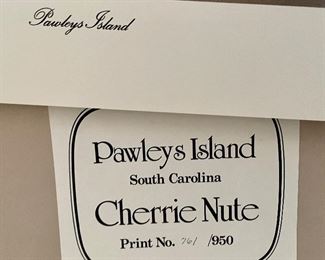 Pawleys Island
Pawleys Island
South Carolina
Cherrie Nute
Print No. 761 /950